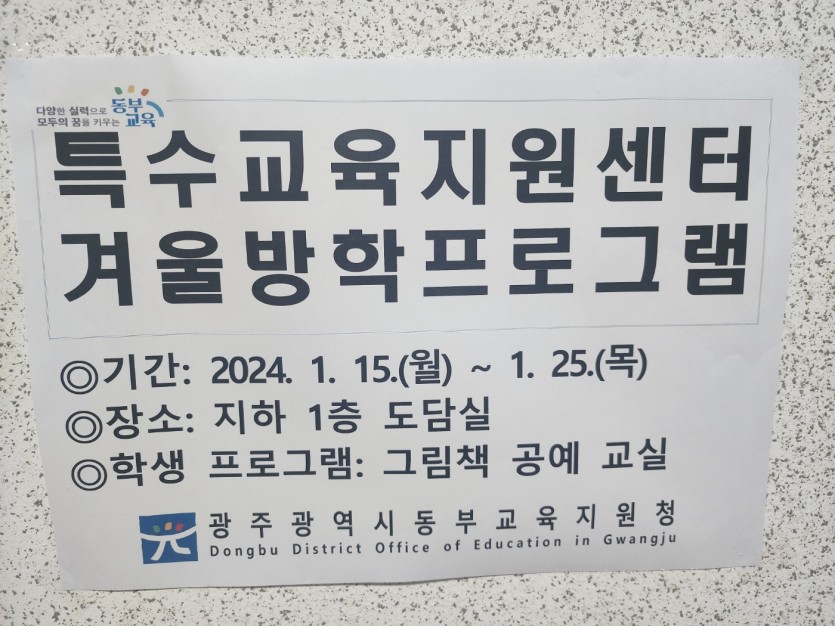 다양한 실력으로
모두의 꿈을 키우는
동부
교육
특수교육지원센터
겨울방학프로그램
◎기간: 2024. 1. 15.(월) ~ 1. 25.(목)
◎장소: 지하 1층 도담실
◎학생 프로그램: 그림책 공예 교실
광주광역시동부교육지원청
Dongbu District Office of Education in Gwangju